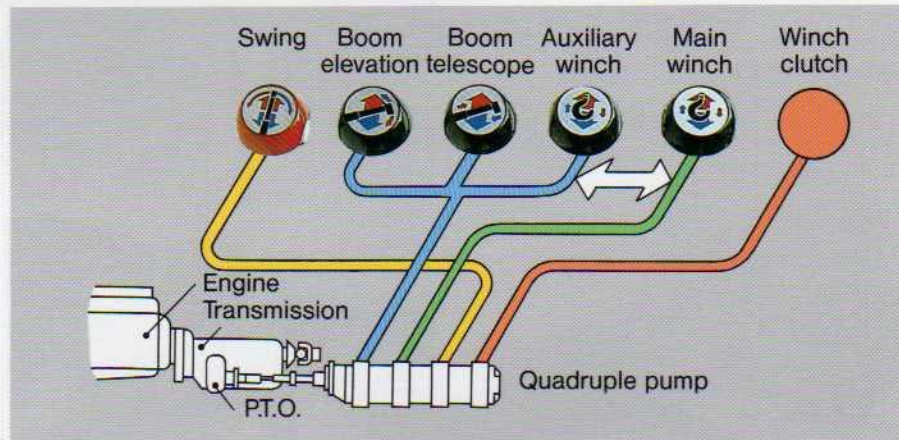 Swing
Boom
elevation
Boom
telescope
Auxiliary
winch
Main
winch
Winch
clutch
Engine
Transmission
P.T.O.
Quadruple pump